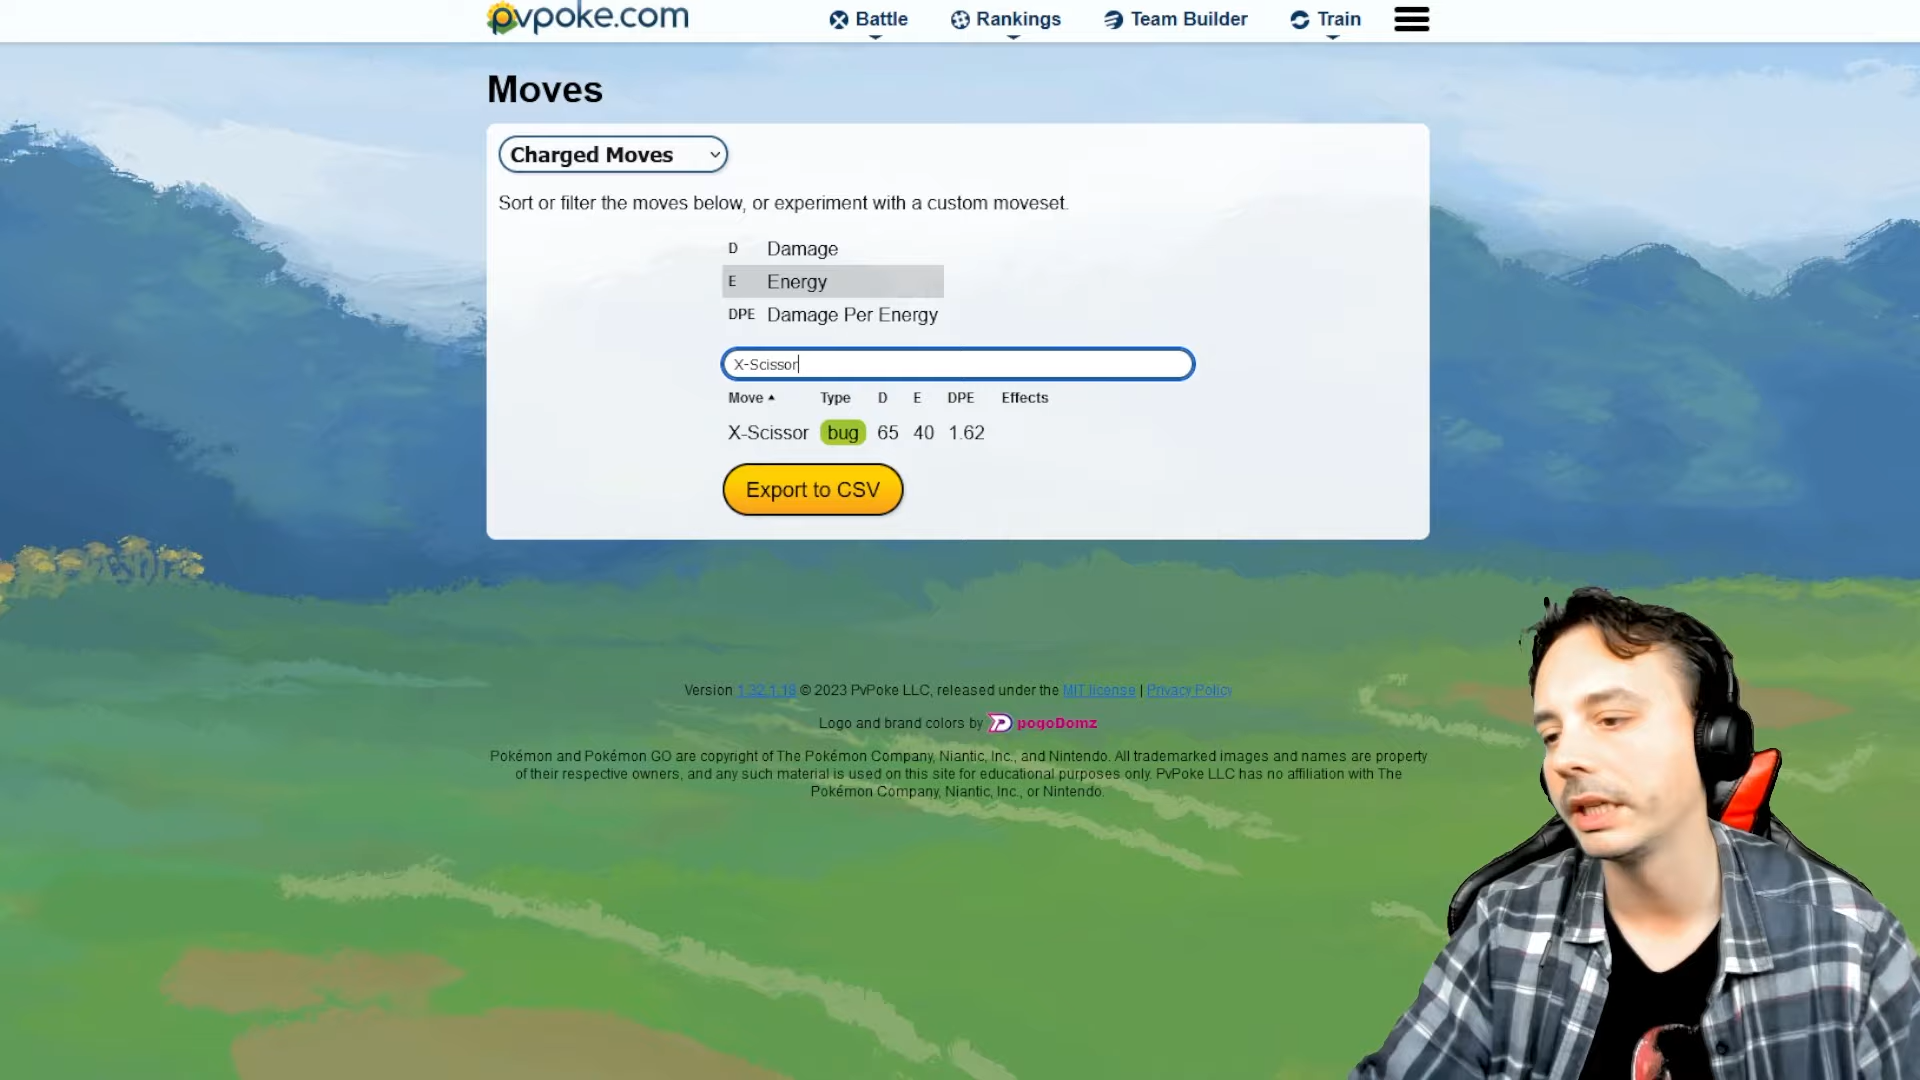 pvpoke.com
Battle
Rankings
Team Builder
Train
Moves
Charged Moves
Sort or filter the moves below, or experiment with a custom moveset.
D Damage
E Energy
DPE Damage Per Energy
X-Scissor
Move Type D E DPE Effects
X-Scissor bug 65 40 1.62
Export to CSV
Version 1.32.1.18 © 2023 PvPoke LLC, released under the MIT license | Privacy Policy
Logo and brand colors by pogoDomz
Pokémon and Pokémon GO are copyright of The Pokémon Company, Niantic, Inc., and Nintendo. All trademarked images and names are property
of their respective owners, and any such material is used on this site for educational purposes only. PvPoke LLC has no affiliation with The
Pokémon Company, Niantic, Inc., or Nintendo.